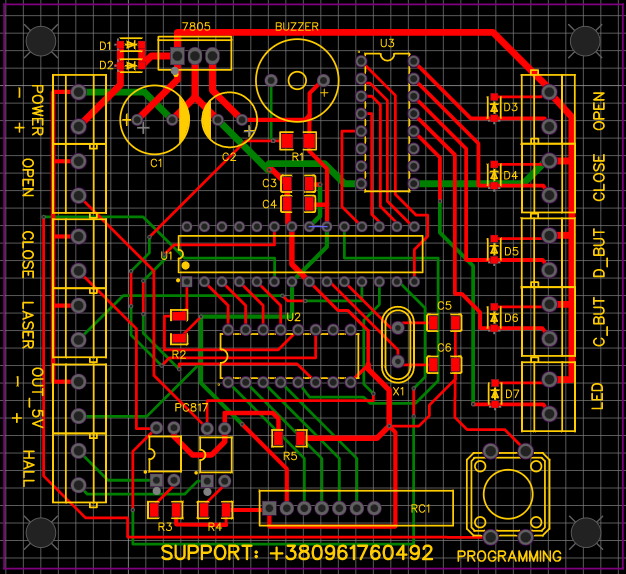 7805
BUZZER
D1
D2
U3
+
POWER
-
+
C1
+
C2
+
R1
D3
OPEN
OPEN
C3
C4
D4
CLOSE
CLOSE
U1
D5
D_BUT
LASER
R2
U2
C5
C6
D6
C_BUT
X1
OUT_5V
-
+
PC817
D7
LED
HALL
R5
R3
R4
RC1
SUPPORT: +380961760492
PROGRAMMING